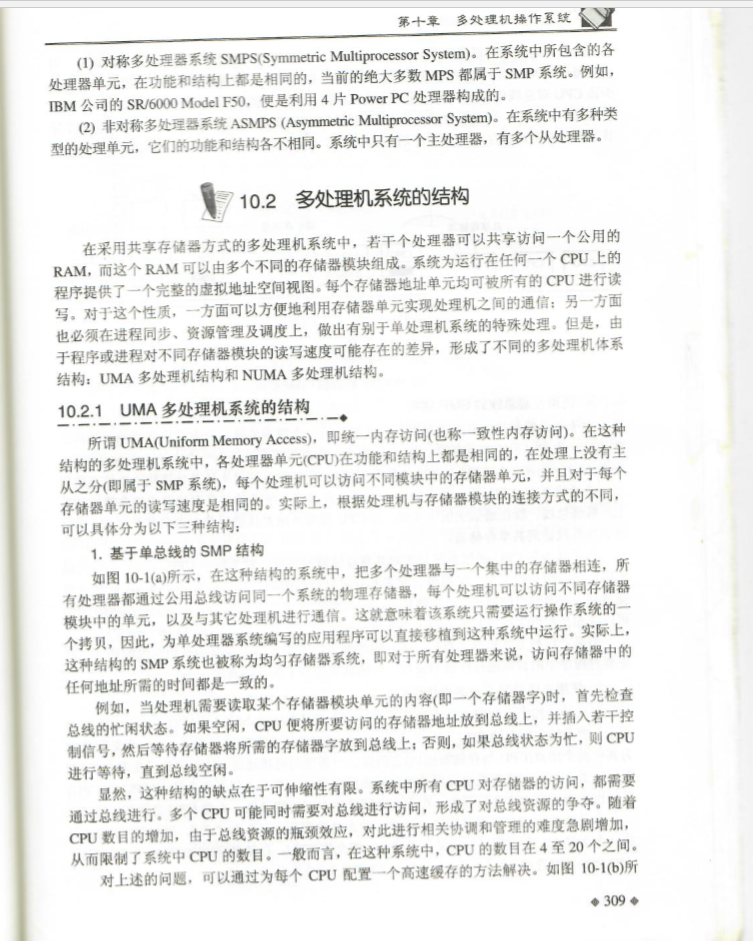 第十章 多处理机操作系统
(1) 对称多处理器系统 SMPS(Symmetric Multiprocessor System)。在系统中所包含的各
处理器单元，在功能和结构上都是相同的，当前的绝大多数 MPS 都属于 SMP 系统。例如，
IBM 公司的 SR/6000 Model F50，便是利用 4 片 Power PC 处理器构成的。
(2) 非对称多处理器系统 ASMPS (Asymmetric Multiprocessor System)。在系统中有多种类
型的处理单元，它们的功能和结构各不相同。系统中只有一个主处理器，有多个从处理器。
10.2 多处理机系统的结构
在采用共享存储器方式的多处理机系统中，若干个处理器可以共享访问一个公用的
RAM，而这个 RAM 可以由多个不同的存储器模块组成。系统为运行在任何一个 CPU 上的
程序提供了一个完整的虚拟地址空间视图。每个存储器地址单元均可被所有的 CPU 进行读
写。对于这个性质，一方面可以方便地利用存储器单元实现处理机之间的通信；另一方面
也必须在进程同步、资源管理及调度上，做出有别于单处理机系统的特殊处理。但是，由
于程序或进程对不同存储器模块的读写速度可能存在的差异，形成了不同的多处理机体系
结构：UMA 多处理机结构和 NUMA 多处理机结构。
10.2.1 UMA 多处理机系统的结构
所谓 UMA(Uniform Memory Access)，即统一内存访问(也称一致性内存访问)。在这种
结构的多处理机系统中，各处理器单元(CPU)在功能和结构上都是相同的，在处理上没有主
从之分(即属于 SMP 系统)，每个处理机可以访问不同模块中的存储器单元，并且对于每个
存储器单元的读写速度是相同的。实际上，根据处理机与存储器模块的连接方式的不同，
可以具体分为以下三种结构：
1. 基于单总线的 SMP 结构
如图 10-1(a)所示，在这种结构的系统中，把多个处理器与一个集中的存储器相连，所
有处理器都通过公用总线访问同一个系统的物理存储器，每个处理机可以访问不同存储器
模块中的单元，以及与其它处理机进行通信。这就意味着该系统只需要运行操作系统的一
个拷贝，因此，为单处理器系统编写的应用程序可以直接移植到这种系统中运行。实际上，
这种结构的 SMP 系统也被称为均匀存储器系统，即对于所有处理器来说，访问存储器中的
任何地址所需的时间都是一致的。
例如，当处理机需要读取某个存储器模块单元的内容(即一个存储器字)时，首先检查
总线的忙闲状态。如果空闲，CPU 便将所要访问的存储器地址放到总线上，并插入若干控
制信号，然后等待存储器将所需的存储器字放到总线上；否则，如果总线状态为忙，则 CPU
进行等待，直到总线空闲。
显然，这种结构的缺点在于可伸缩性有限。系统中所有 CPU 对存储器的访问，都需要
通过总线进行。多个 CPU 可能同时需要对总线进行访问，形成了对总线资源的争夺。随着
CPU 数目的增加，由于总线资源的瓶颈效应，对此进行相关协调和管理的难度急剧增加，
从而限制了系统中 CPU 的数目。一般而言，在这种系统中，CPU 的数目在 4 至 20 个之间。
对上述的问题，可以通过为每个 CPU 配置一个高速缓存的方法解决。如图 10-1(b)所
◈ 309 ◈